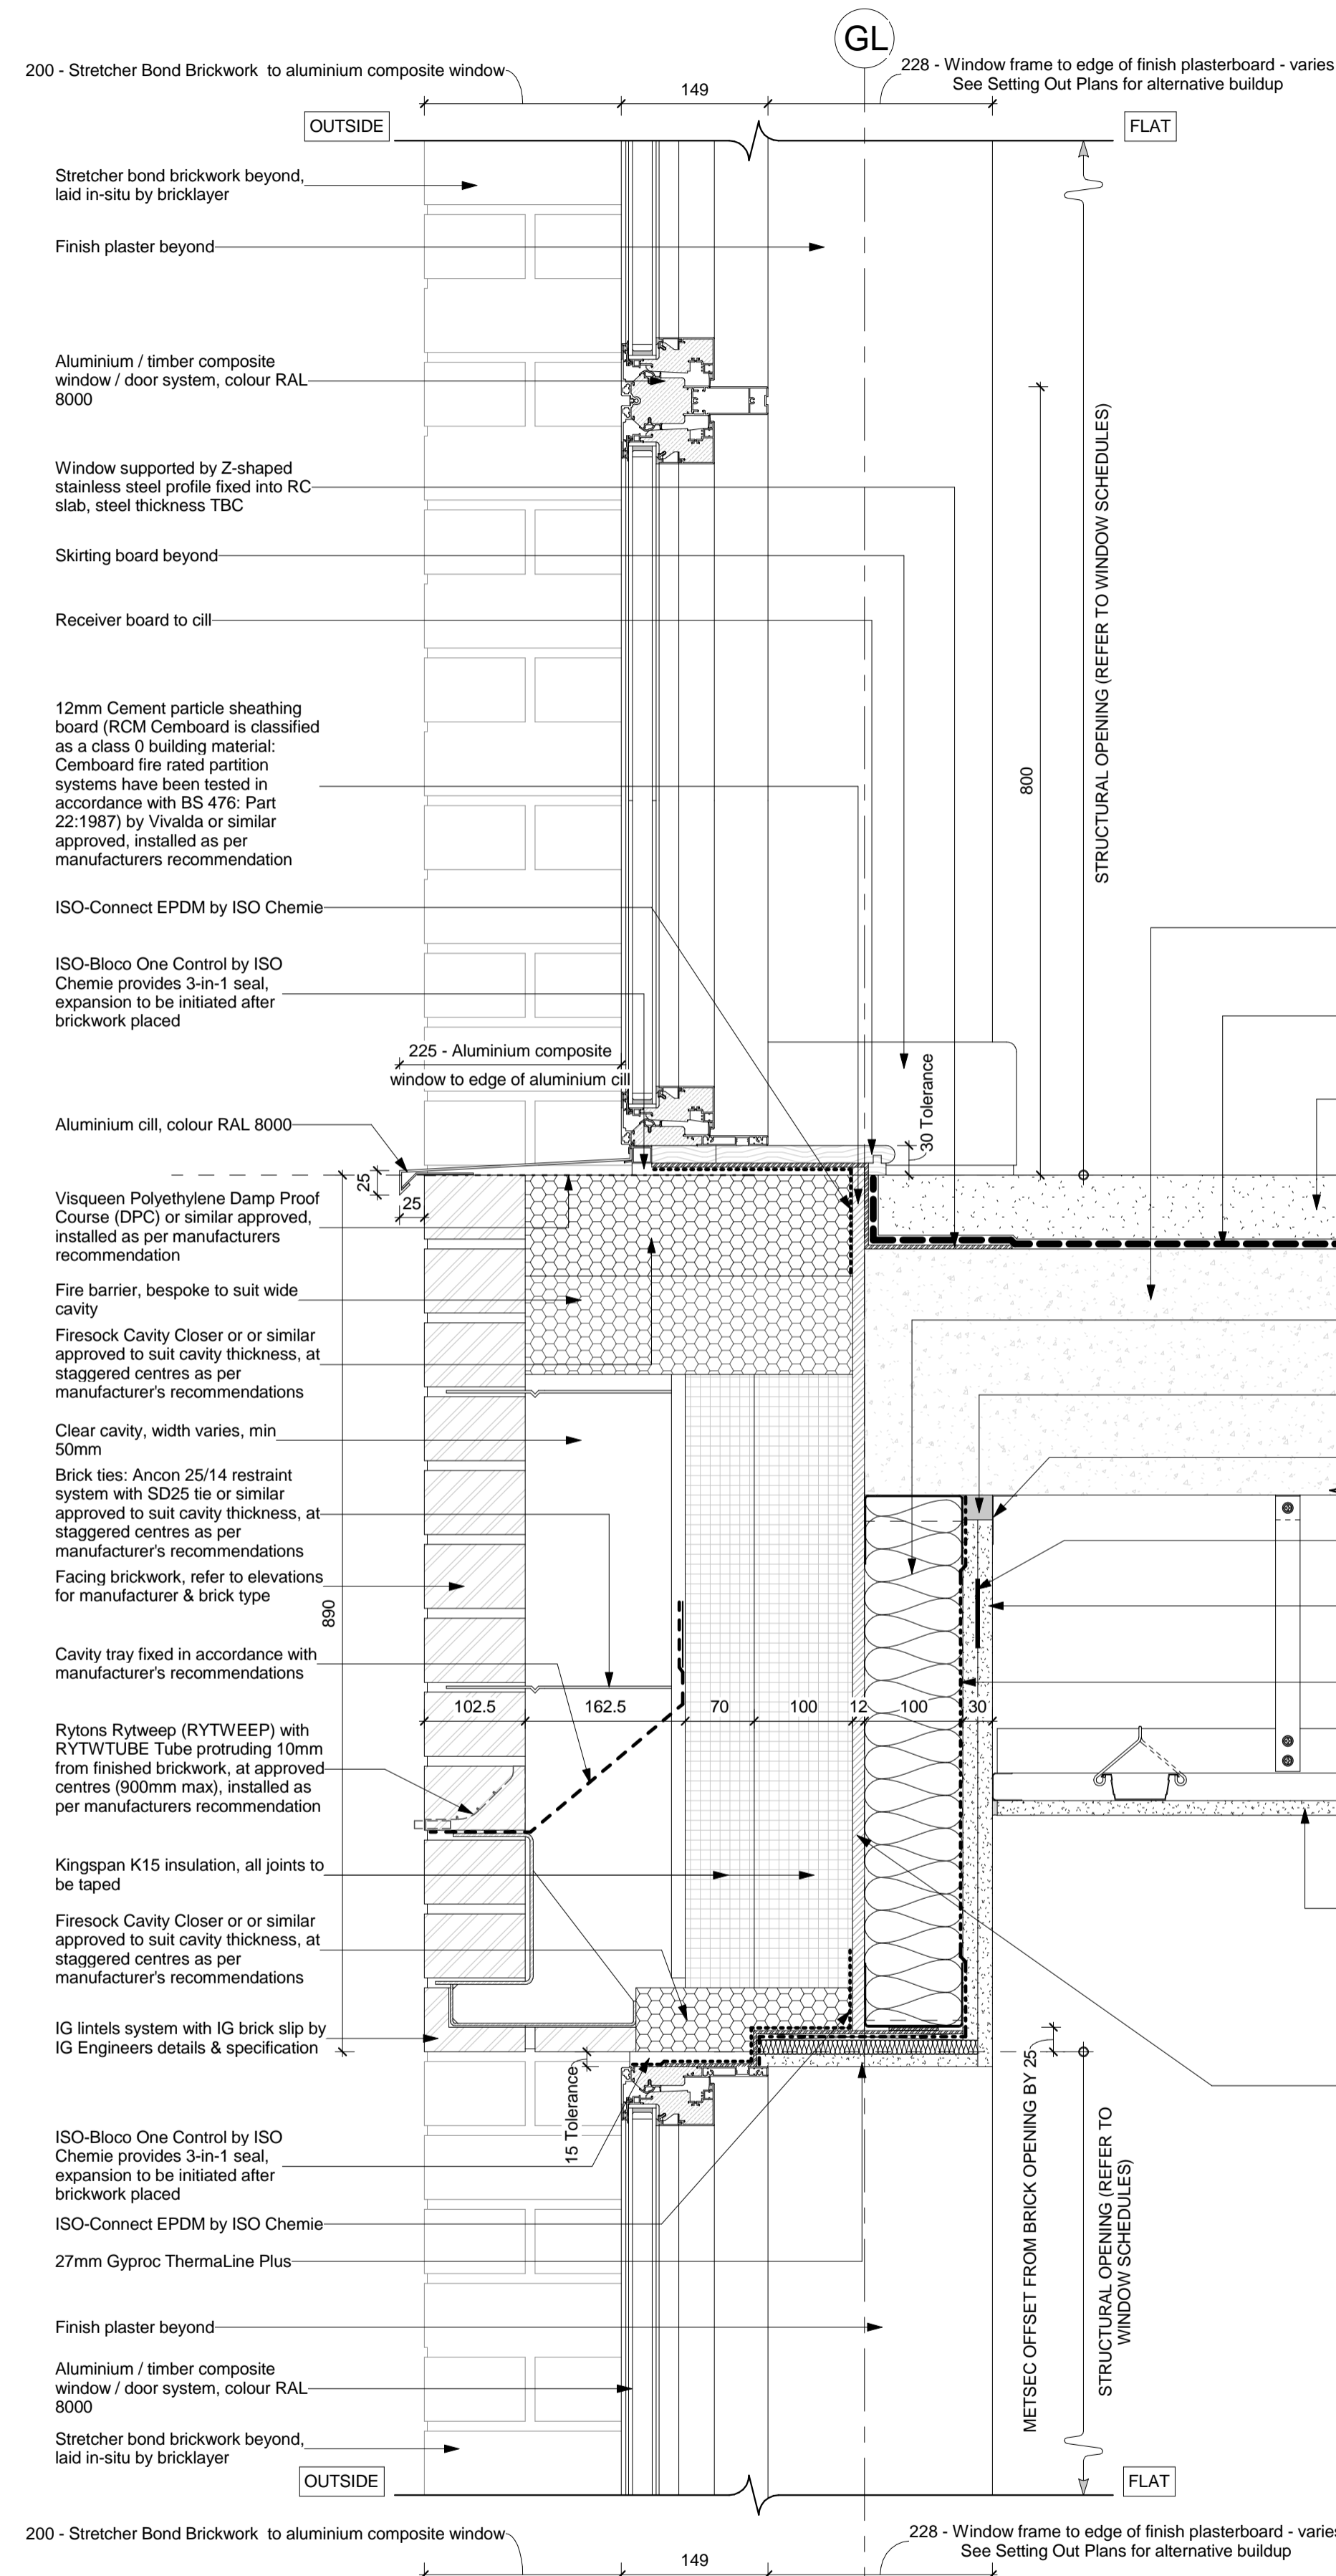 GL
200 - Stretcher Bond Brickwork to aluminium composite window
228 - Window frame to edge of finish plasterboard - varies
See Setting Out Plans for alternative buildup
149
OUTSIDE
FLAT
Stretcher bond brickwork beyond,
laid in-situ by bricklayer
Finish plaster beyond
Aluminium / timber composite
window / door system, colour RAL
8000
Window supported by Z-shaped
stainless steel profile fixed into RC
slab, steel thickness TBC
Skirting board beyond
Receiver board to cill
12mm Cement particle sheathing
board (RCM Cemboard is classified
as a class 0 building material:
Cemboard fire rated partition
systems have been tested in
accordance with BS 476: Part
22:1987) by Vivalda or similar
approved, installed as per
manufacturers recommendation
800
STRUCTURAL OPENING (REFER TO WINDOW SCHEDULES)
ISO-Connect EPDM by ISO Chemie
ISO-Bloco One Control by ISO
Chemie provides 3-in-1 seal,
expansion to be initiated after
brickwork placed
225 - Aluminium composite
window to edge of aluminium cill
30 Tolerance
Aluminium cill, colour RAL 8000
25
25
Visqueen Polyethylene Damp Proof
Course (DPC) or similar approved,
installed as per manufacturers
recommendation
Fire barrier, bespoke to suit wide
cavity
Firesock Cavity Closer or or similar
approved to suit cavity thickness, at
staggered centres as per
manufacturer's recommendations
Clear cavity, width varies, min
50mm
Brick ties: Ancon 25/14 restraint
system with SD25 tie or similar
approved to suit cavity thickness, at
staggered centres as per
manufacturer's recommendations
Facing brickwork, refer to elevations
for manufacturer & brick type
890
Cavity tray fixed in accordance with
manufacturer's recommendations
102.5
162.5
70
100
12
100
30
Rytons Rytweep (RYTWEEP) with
RYTWTUBE Tube protruding 10mm
from finished brickwork, at approved
centres (900mm max), installed as
per manufacturers recommendation
Kingspan K15 insulation, all joints to
be taped
Firesock Cavity Closer or or similar
approved to suit cavity thickness, at
staggered centres as per
manufacturer's recommendations
IG lintels system with IG brick slip by
IG Engineers details & specification
15 Tolerance
METSEC OFFSET FROM BRICK OPENING BY 25
STRUCTURAL OPENING (REFER TO
WINDOW SCHEDULES)
ISO-Bloco One Control by ISO
Chemie provides 3-in-1 seal,
expansion to be initiated after
brickwork placed
ISO-Connect EPDM by ISO Chemie
27mm Gyproc ThermaLine Plus
Finish plaster beyond
Aluminium / timber composite
window / door system, colour RAL
8000
Stretcher bond brickwork beyond,
laid in-situ by bricklayer
OUTSIDE
FLAT
200 - Stretcher Bond Brickwork to aluminium composite window
228 - Window frame to edge of finish plasterboard - varies
See Setting Out Plans for alternative buildup
149